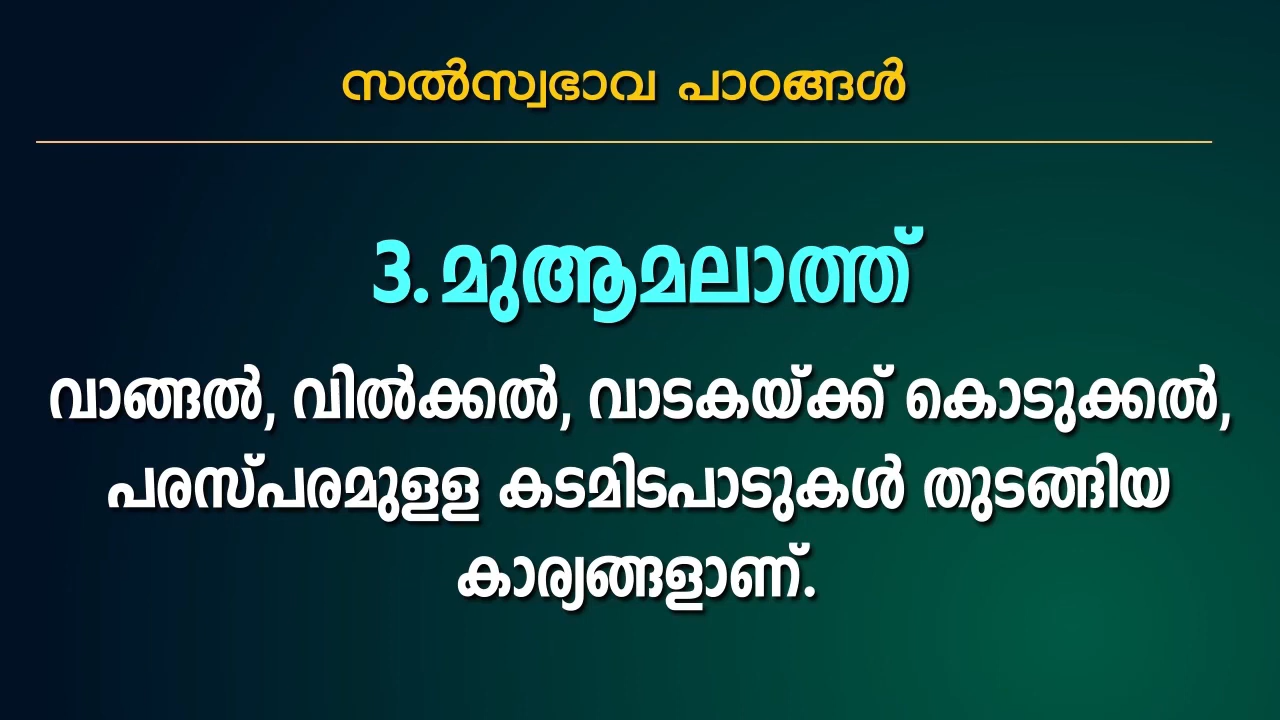 സൽസ്വഭാവ പാഠങ്ങൾ
3. മുആമലാത്ത്
വാങ്ങൽ, വിൽക്കൽ, വാടകയ്ക്ക് കൊടുക്കൽ,
പരസ്പരമുളള കടമിടപാടുകൾ തുടങ്ങിയ
കാര്യങ്ങളാണ്.